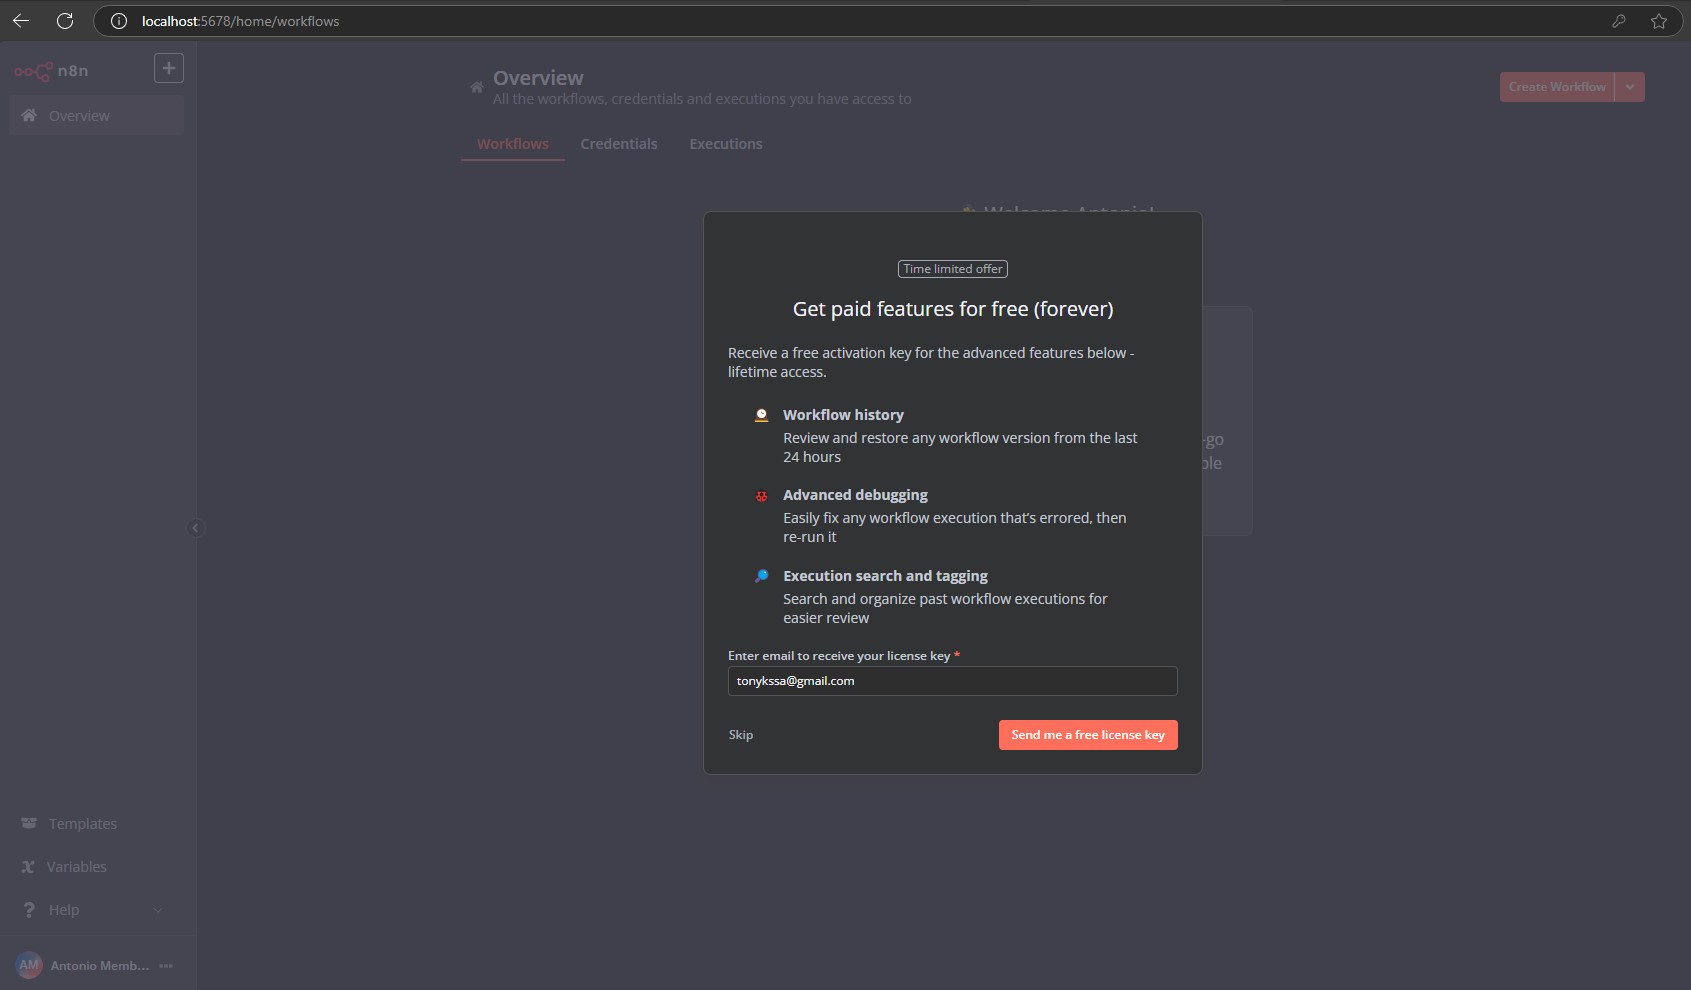 localhost:5678/home/workflows
n8n
Overview
Overview
All the workflows, credentials and executions you have access to
Create Workflow
Workflows Credentials Executions
Welcome Antonio!
Time limited offer
Get paid features for free (forever)
Receive a free activation key for the advanced features below -
lifetime access.
Workflow history
Review and restore any workflow version from the last
24 hours
Advanced debugging
Easily fix any workflow execution that’s errored, then
re-run it
Execution search and tagging
Search and organize past workflow executions for
easier review
Enter email to receive your license key *
tonykssa@gmail.com
Skip
Send me a free license key
-go
Templates
Variables
Help
AM
Antonio Memb...